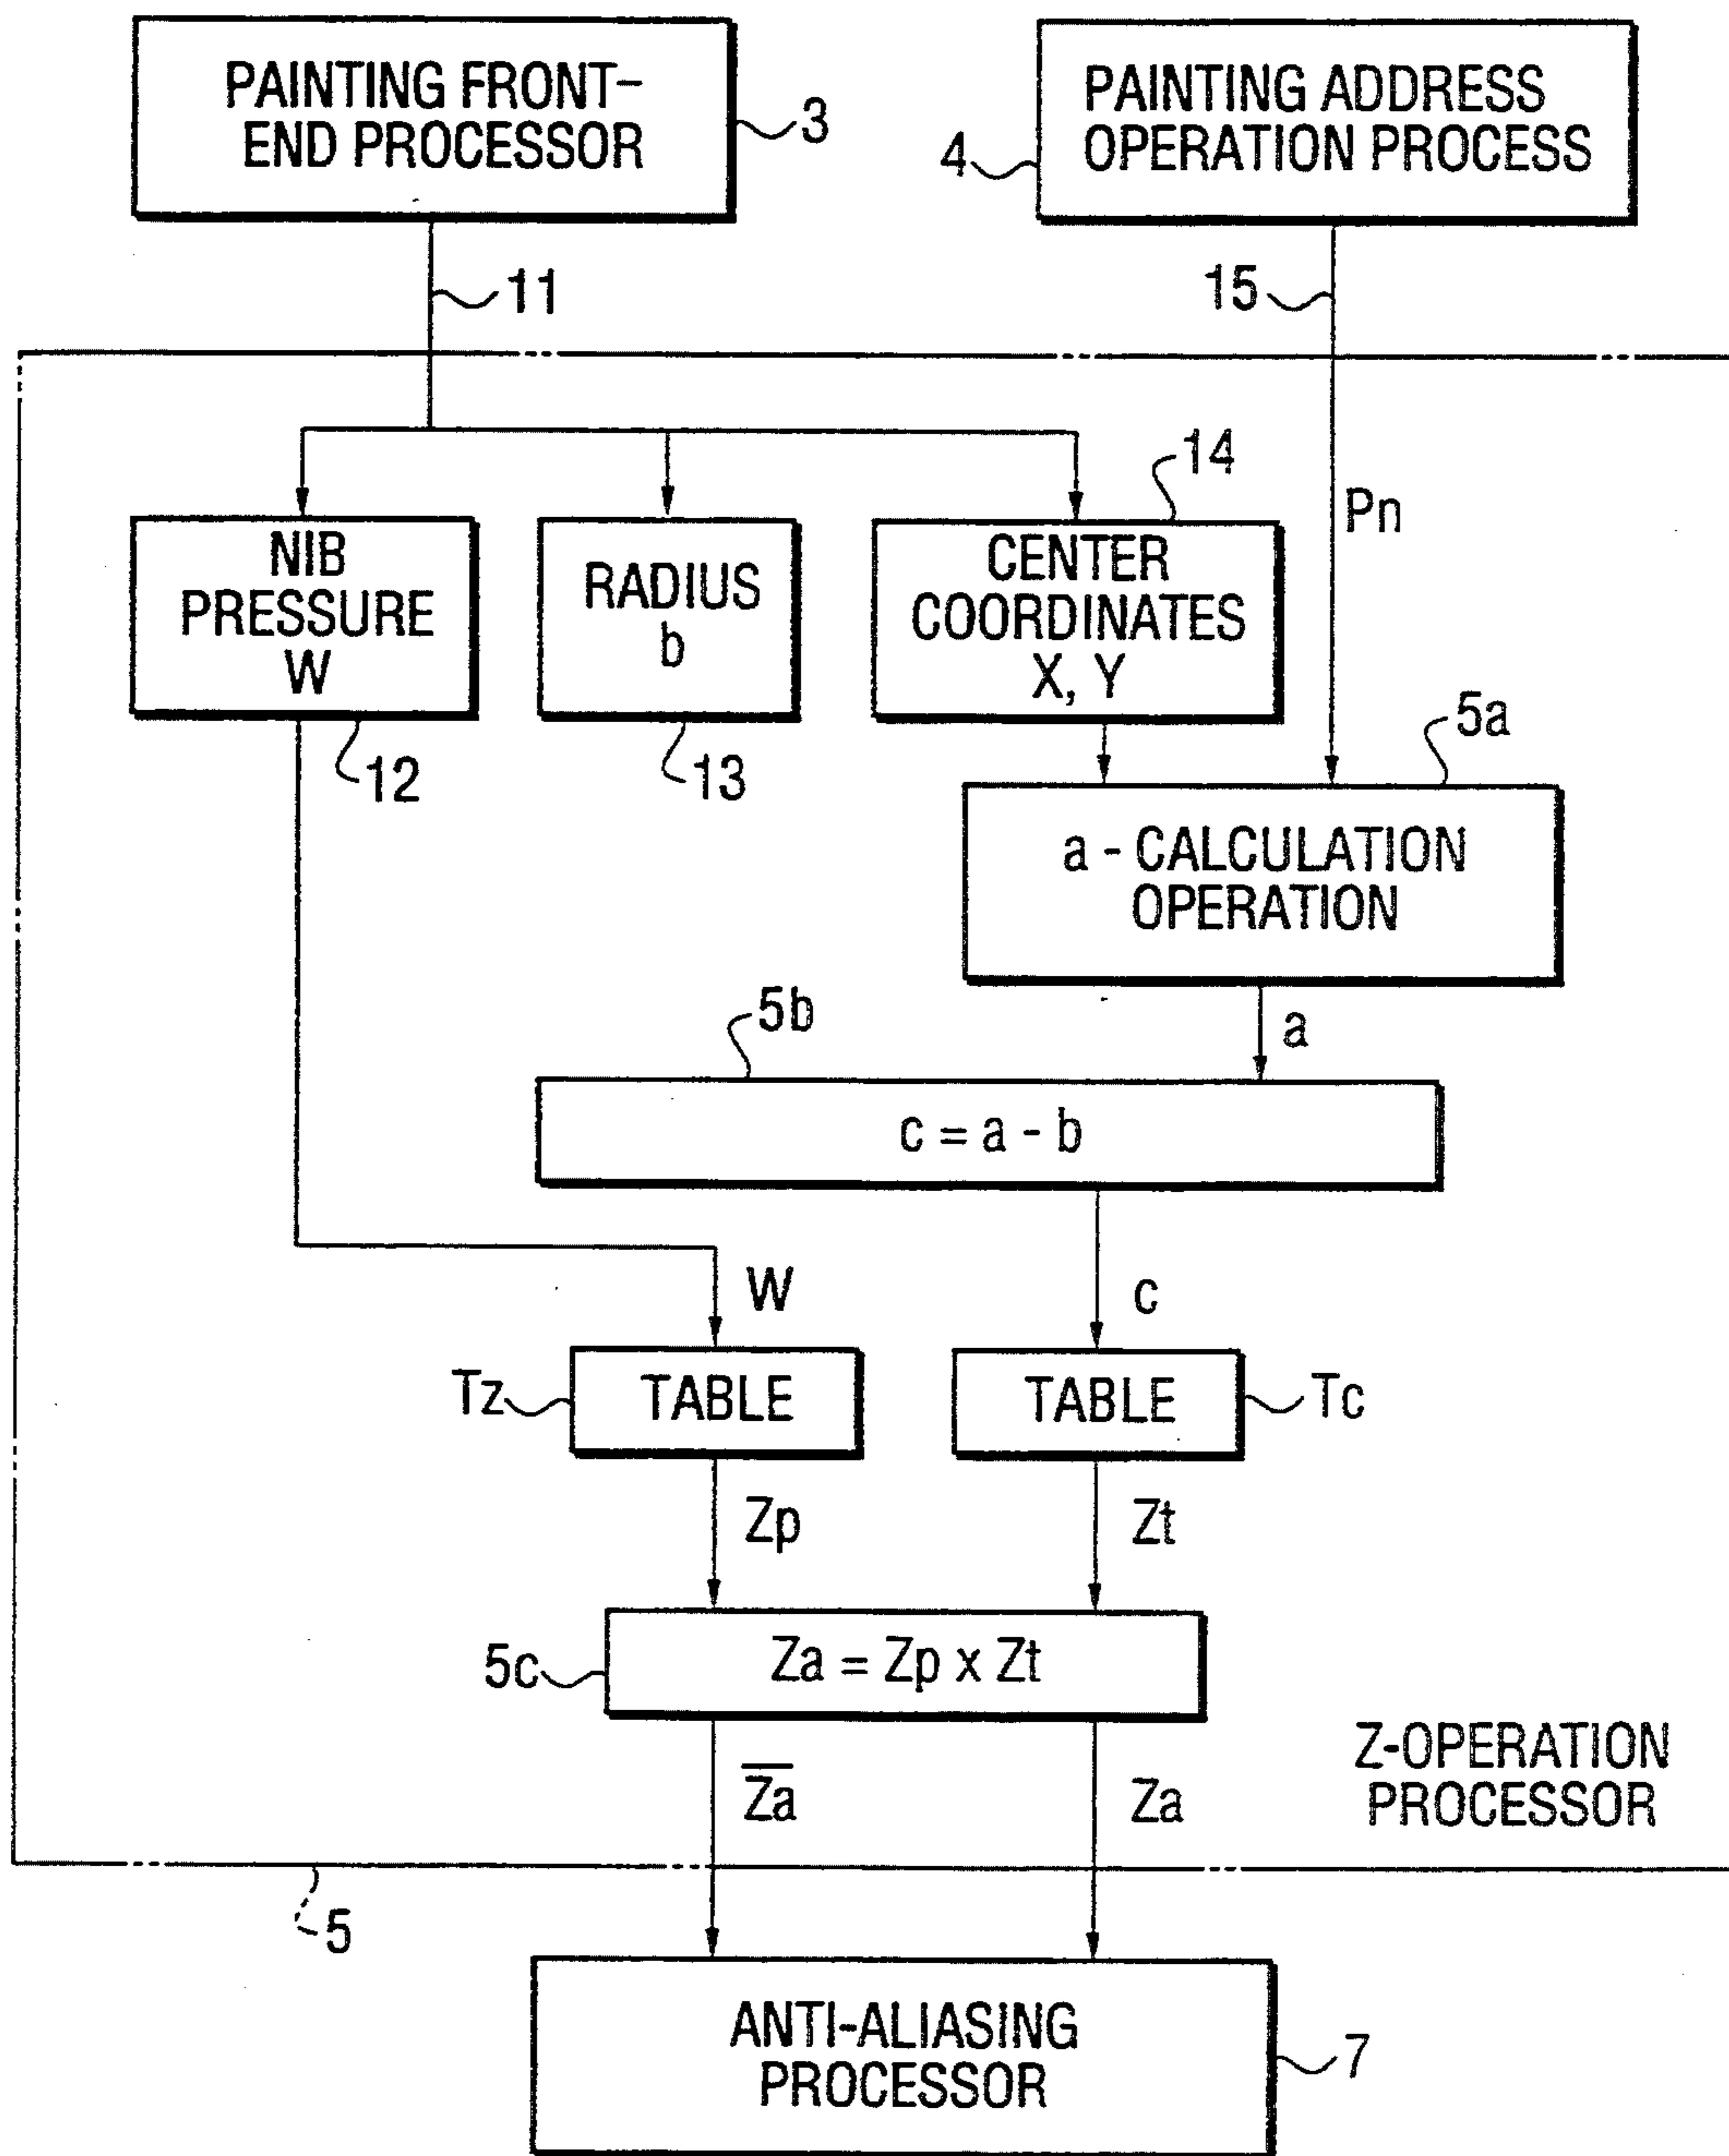 PAINTING FRONT-
END PROCESSOR
3
PAINTING ADDRESS
OPERATION PROCESS
4
11
15
14
Pn
NIB
PRESSURE
W
RADIUS
b
CENTER
COORDINATES
X, Y
12
13
5a
a - CALCULATION
OPERATION
a
5b
c = a - b
W
c
Tz
TABLE
TABLE
Tc
Zp
Zt
5c
Za = Zp x Zt
Z̅a̅
Za
Z-OPERATION
PROCESSOR
5
ANTI-ALIASING
PROCESSOR
7